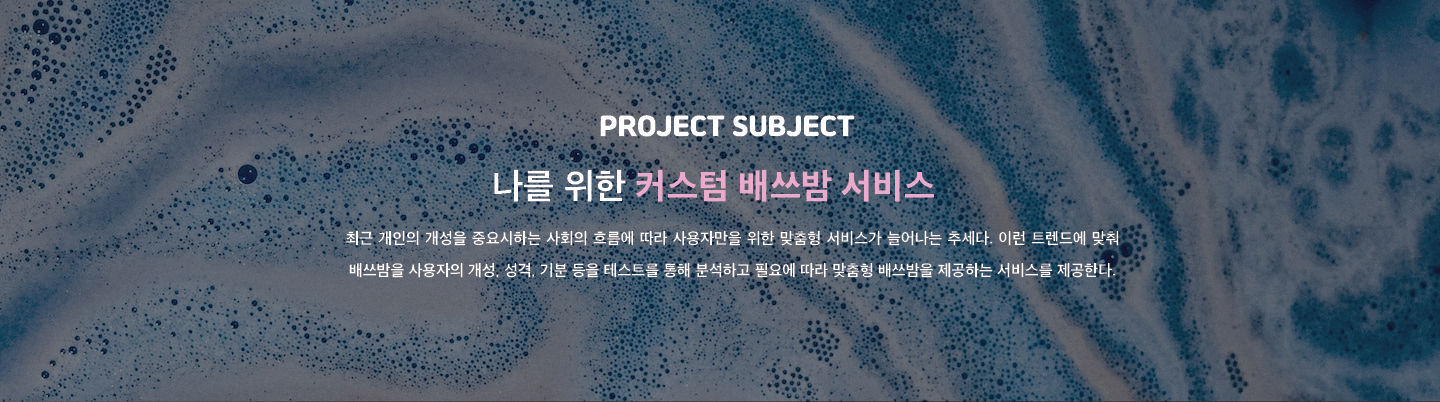 PROJECT SUBJECT
나를 위한 커스텀 배쓰밤 서비스
최근 개인의 개성을 중요시하는 사회의 흐름에 따라 사용자만을 위한 맞춤형 서비스가 늘어나는 추세다. 이런 트렌드에 맞춰
배쓰밤을 사용자의 개성, 성격, 기분 등을 테스트를 통해 분석하고 필요에 따라 맞춤형 배쓰밤을 제공하는 서비스를 제공한다.